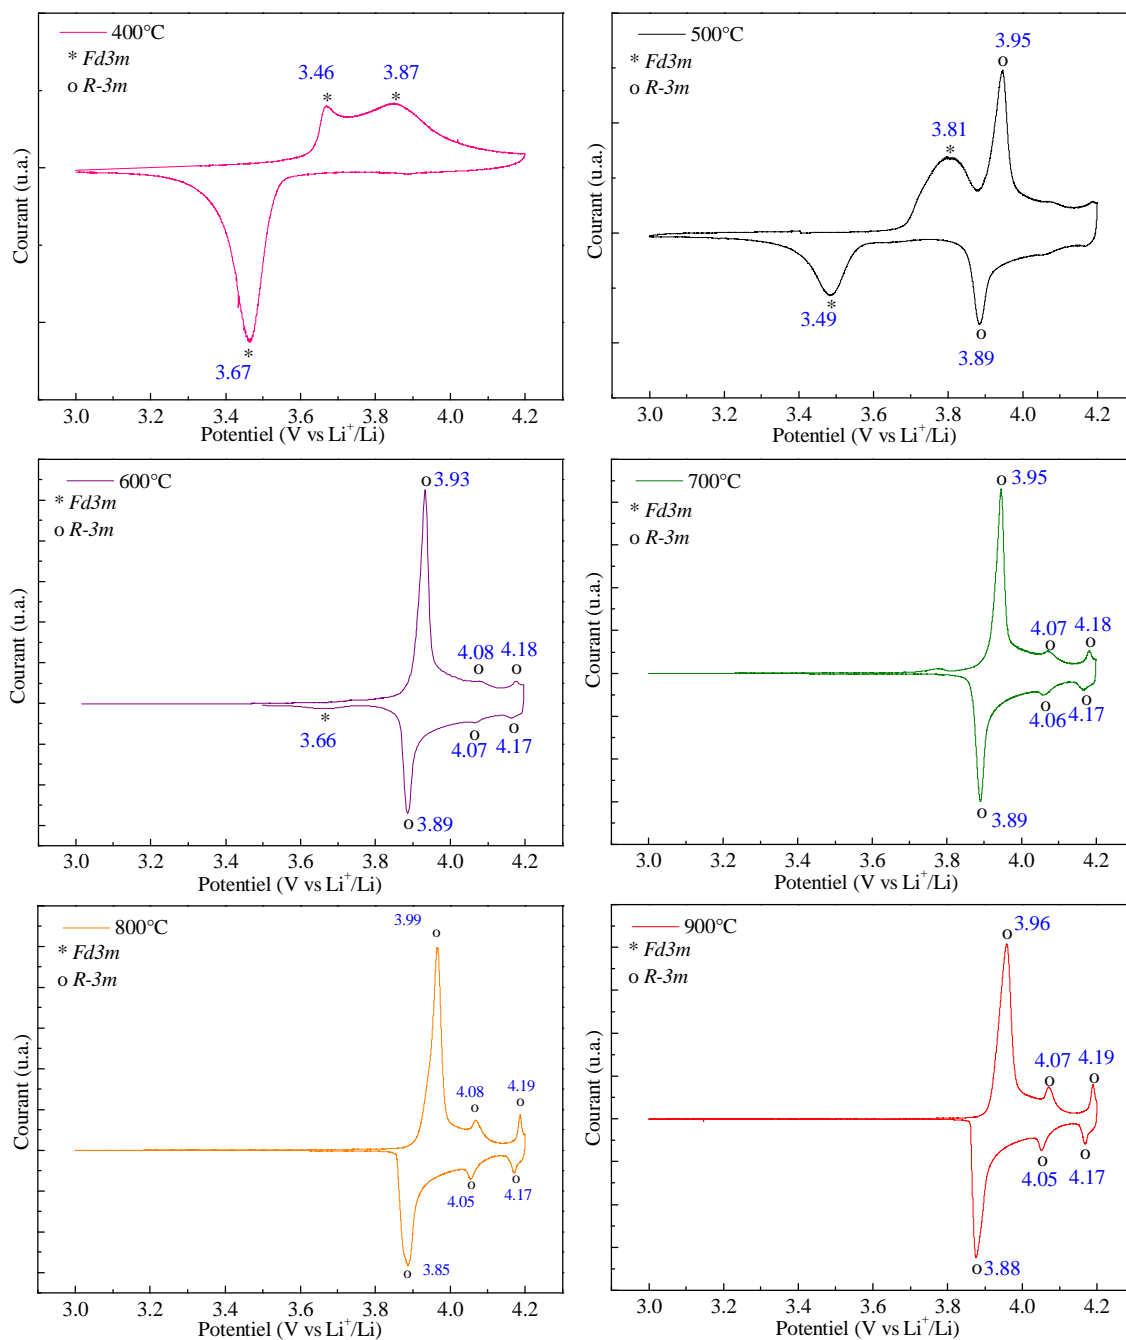 400°C
* Fd3m
o R-3m
3.46
3.87
*
*
*
3.67
Courant (u.a.)
3.0 3.2 3.4 3.6 3.8 4.0 4.2
Potentiel (V vs Li⁺/Li)
500°C
* Fd3m
o R-3m
3.95
o
3.81
*
*
3.49
o
3.89
Courant (u.a.)
3.0 3.2 3.4 3.6 3.8 4.0 4.2
Potentiel (V vs Li⁺/Li)
600°C
* Fd3m
o R-3m
o 3.93
4.08 4.18
o o
*
3.66
o o
4.07 4.17
o 3.89
Courant (u.a.)
3.0 3.2 3.4 3.6 3.8 4.0 4.2
Potentiel (V vs Li⁺/Li)
700°C
* Fd3m
o R-3m
o 3.95
4.07 4.18
o o
o o
4.06 4.17
o 3.89
Courant (u.a.)
3.0 3.2 3.4 3.6 3.8 4.0 4.2
Potentiel (V vs Li⁺/Li)
800°C
* Fd3m
o R-3m
3.99
o
4.08 4.19
o o
o o
4.05 4.17
o 3.85
Courant (u.a.)
3.0 3.2 3.4 3.6 3.8 4.0 4.2
Potentiel (V vs Li⁺/Li)
900°C
* Fd3m
o R-3m
o 3.96
4.07 4.19
o o
o o
4.05 4.17
o 3.88
Courant (u.a.)
3.0 3.2 3.4 3.6 3.8 4.0 4.2
Potentiel (V vs Li⁺/Li)